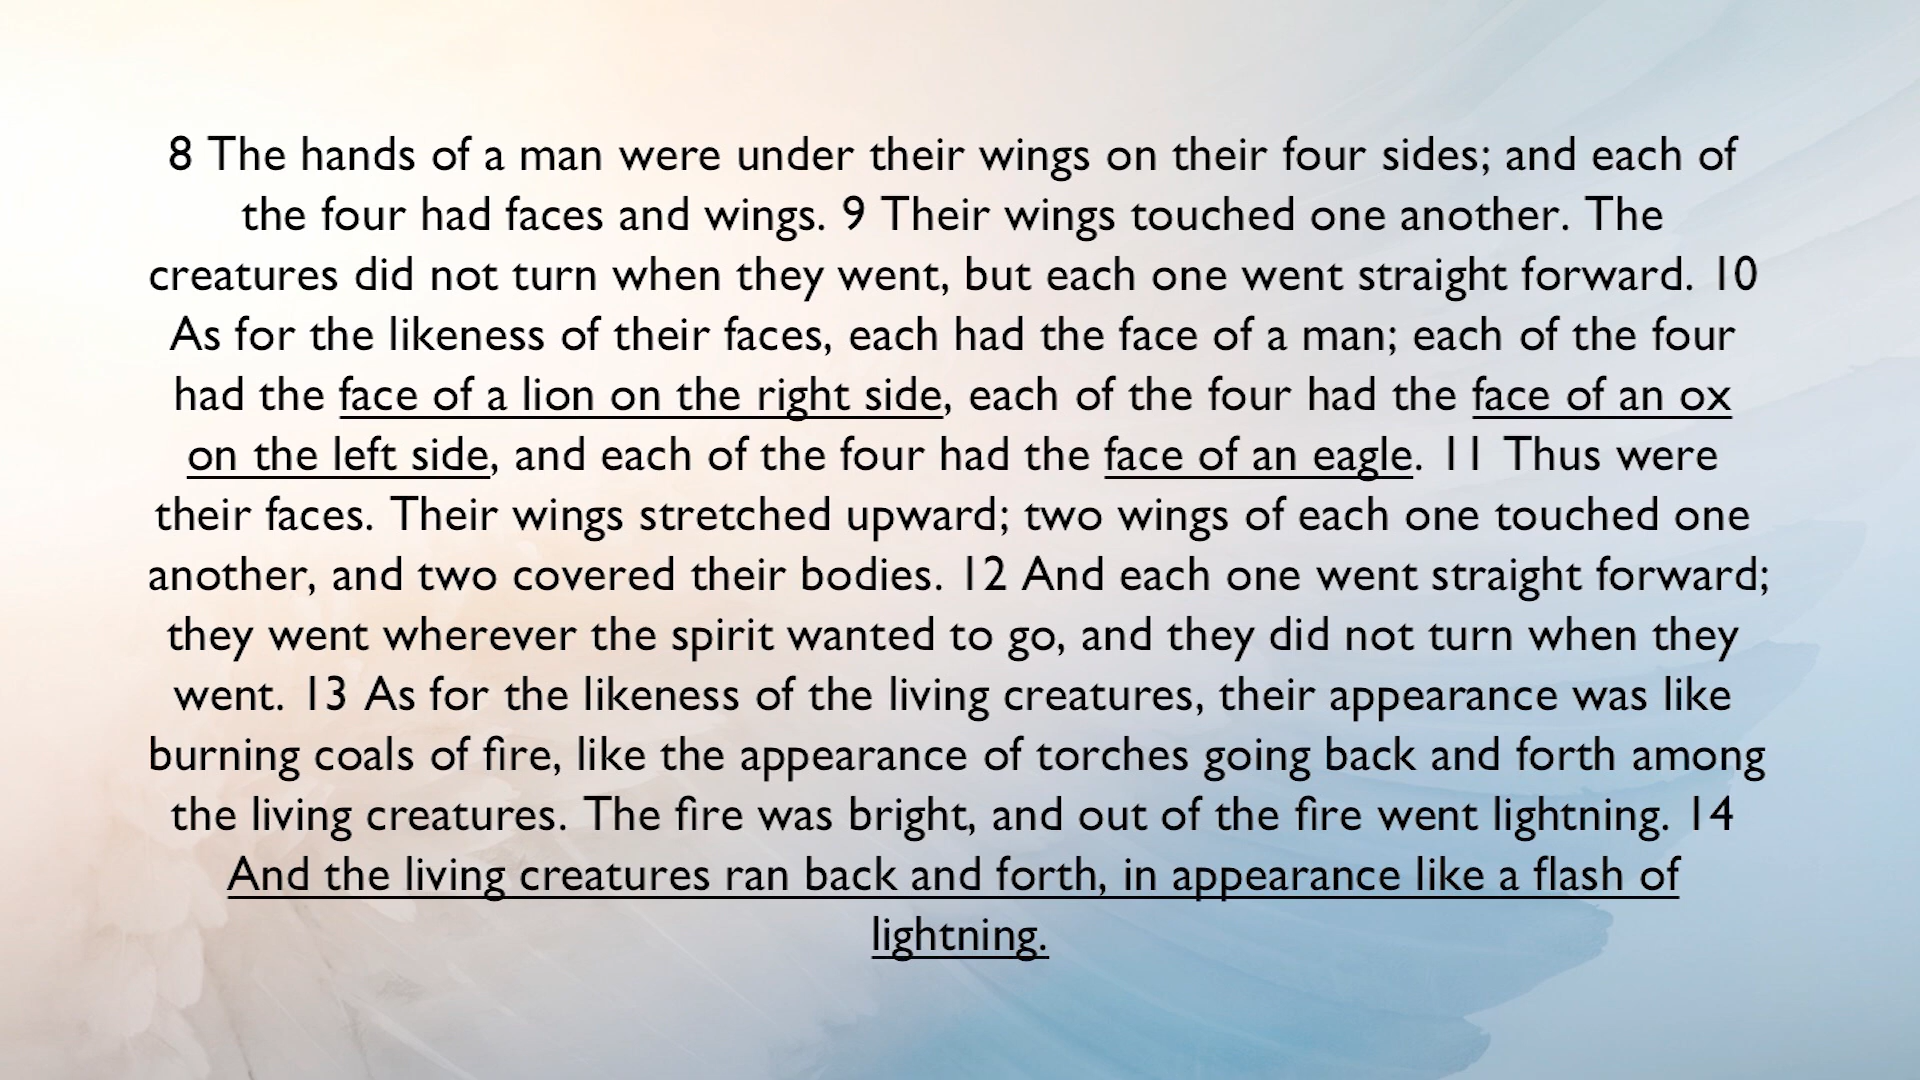 8 The hands of a man were under their wings on their four sides; and each of
the four had faces and wings. 9 Their wings touched one another. The
creatures did not turn when they went, but each one went straight forward. 10
As for the likeness of their faces, each had the face of a man; each of the four
had the face of a lion on the right side, each of the four had the face of an ox
on the left side, and each of the four had the face of an eagle. 11 Thus were
their faces. Their wings stretched upward; two wings of each one touched one
another, and two covered their bodies. 12 And each one went straight forward;
they went wherever the spirit wanted to go, and they did not turn when they
went. 13 As for the likeness of the living creatures, their appearance was like
burning coals of fire, like the appearance of torches going back and forth among
the living creatures. The fire was bright, and out of the fire went lightning. 14
And the living creatures ran back and forth, in appearance like a flash of
lightning.